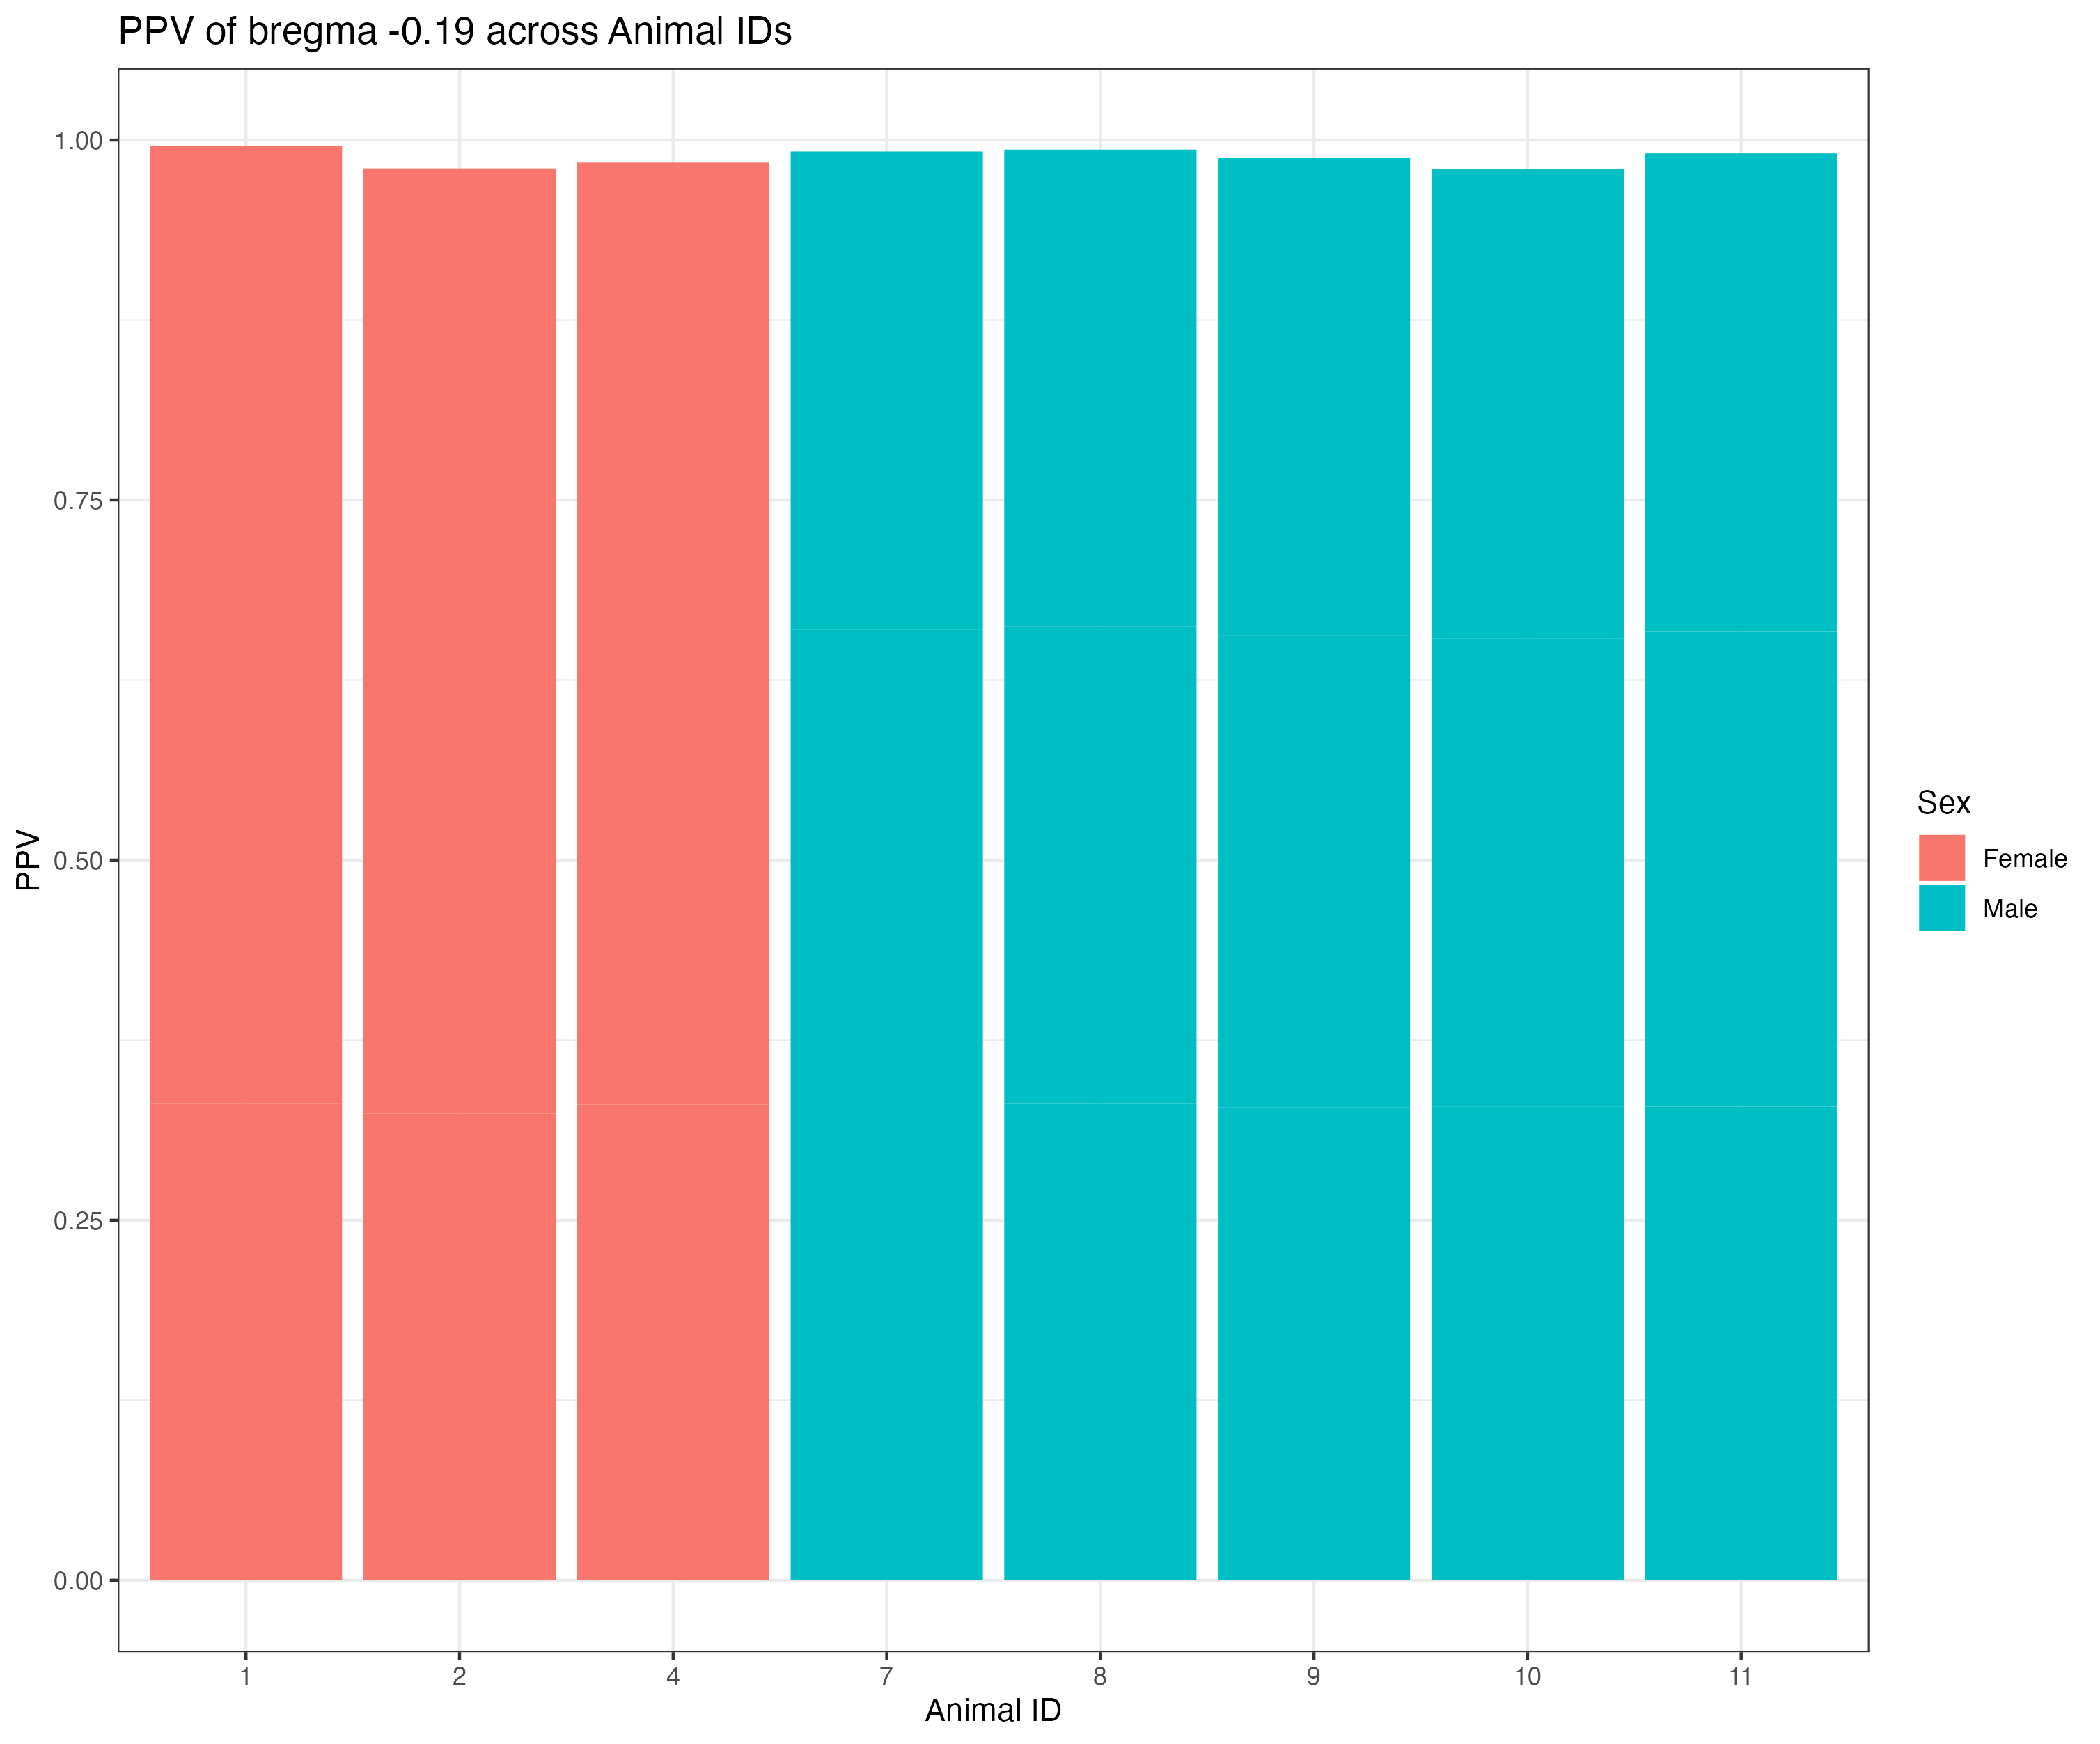 PPV of bregma -0.19 across Animal IDs
1.00
0.75
0.50
0.25
0.00
PPV
1 2 4 7 8 9 10 11
Animal ID
Sex
Female
Male